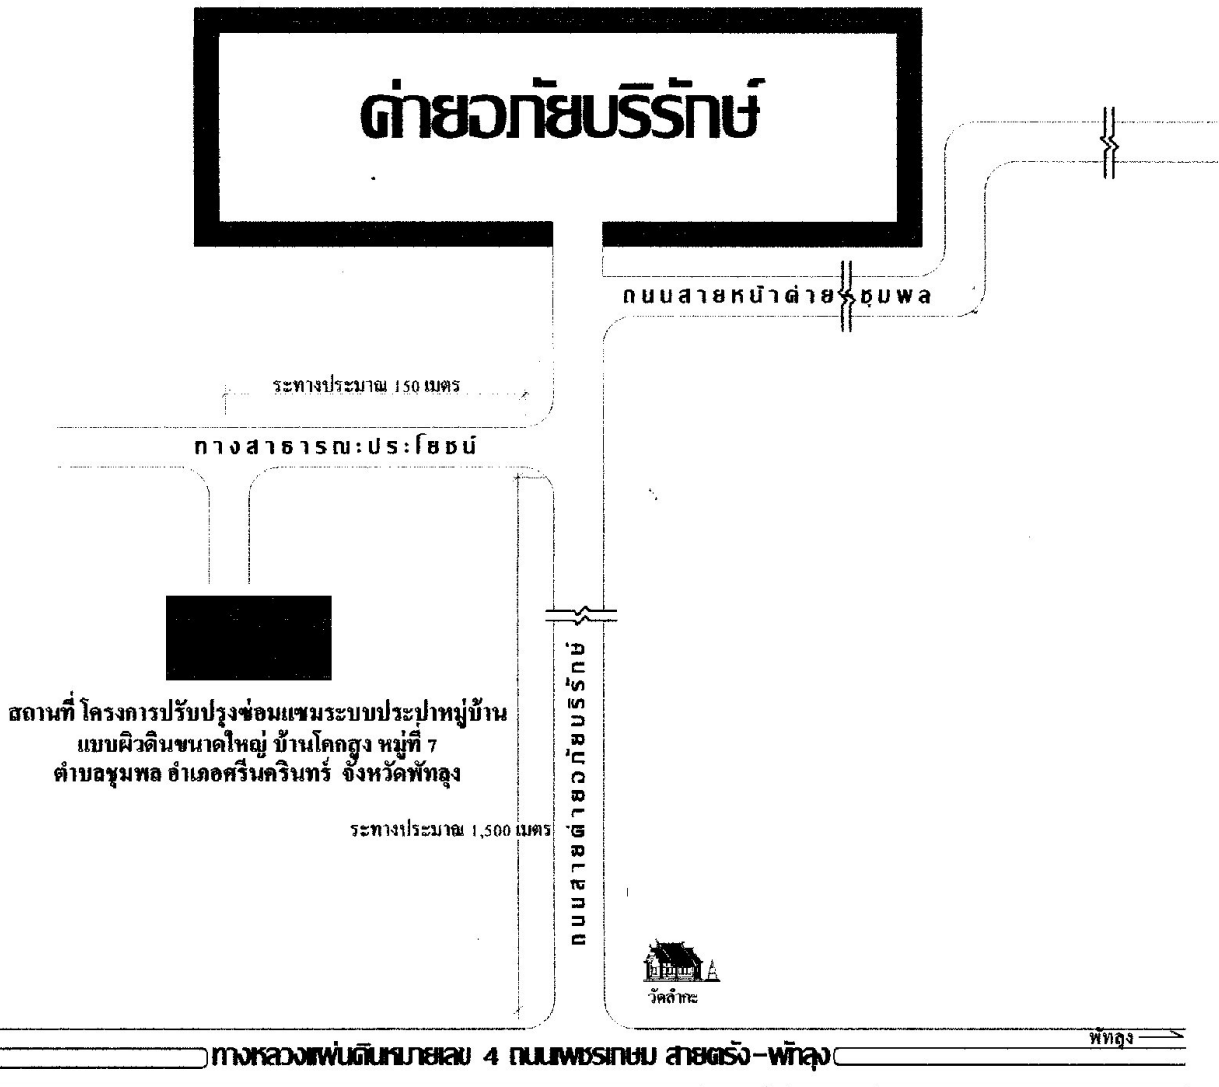 ค่ายอภัยบริรักษ์
ถนนสายหน้าค่าย-ชุมพล
ระทางประมาณ 150 เมตร
ทางสาธารณะประโยชน์
สถานที่ โครงการปรับปรุงซ่อมแซมระบบประปาหมู่บ้าน
แบบผิวดินขนาดใหญ่ บ้านโคกสูง หมู่ที่ 7
ตำบลชุมพล อำเภอศรีนครินทร์ จังหวัดพัทลุง
ระทางประมาณ 1,500 เมตร
ถนนสายค่ายอภัยบริรักษ์
วัดลำกะ
พัทลุง
ทางหลวงแผ่นดินหมายเลข 4 ถนนเพชรเกษม สายตรัง-พัทลุง